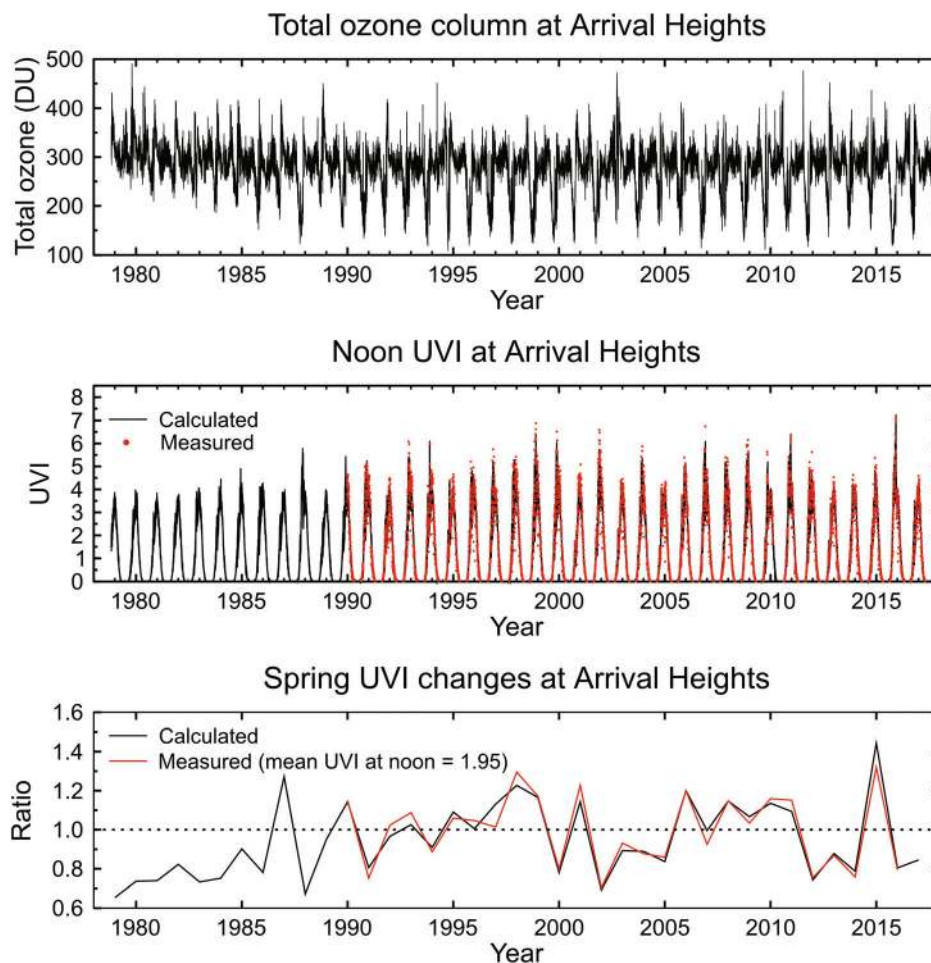 Total ozone column at Arrival Heights
Total ozone (DU)
500
400
300
200
100
1980 1985 1990 1995 2000 2005 2010 2015
Year
Noon UVI at Arrival Heights
UVI
8
7
6
5
4
3
2
1
0
Calculated
Measured
1980 1985 1990 1995 2000 2005 2010 2015
Year
Spring UVI changes at Arrival Heights
Ratio
1.6
1.4
1.2
1.0
0.8
0.6
Calculated
Measured (mean UVI at noon = 1.95)
1980 1985 1990 1995 2000 2005 2010 2015
Year